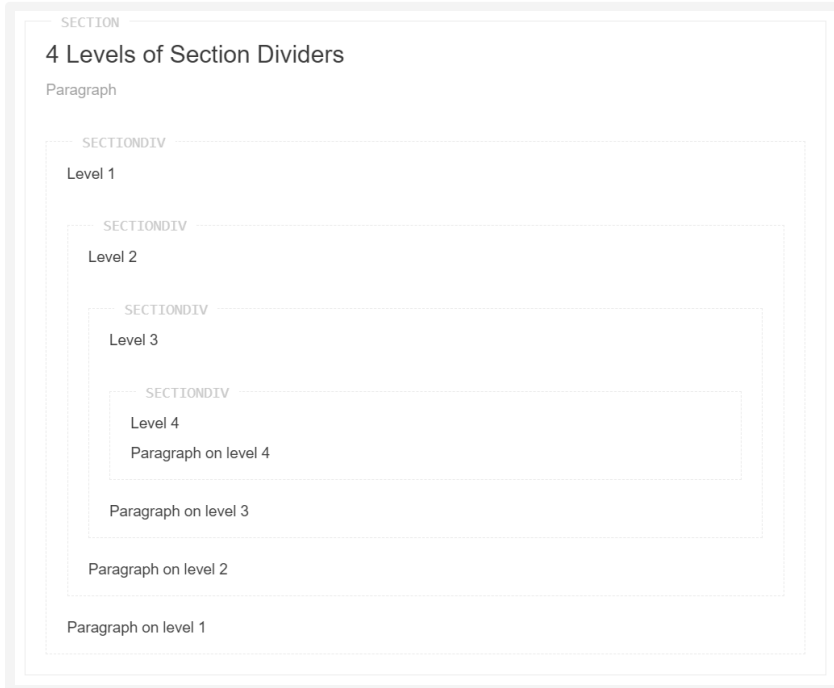 SECTION
4 Levels of Section Dividers
Paragraph
SECTIONDIV
Level 1
SECTIONDIV
Level 2
SECTIONDIV
Level 3
SECTIONDIV
Level 4
Paragraph on level 4
Paragraph on level 3
Paragraph on level 2
Paragraph on level 1